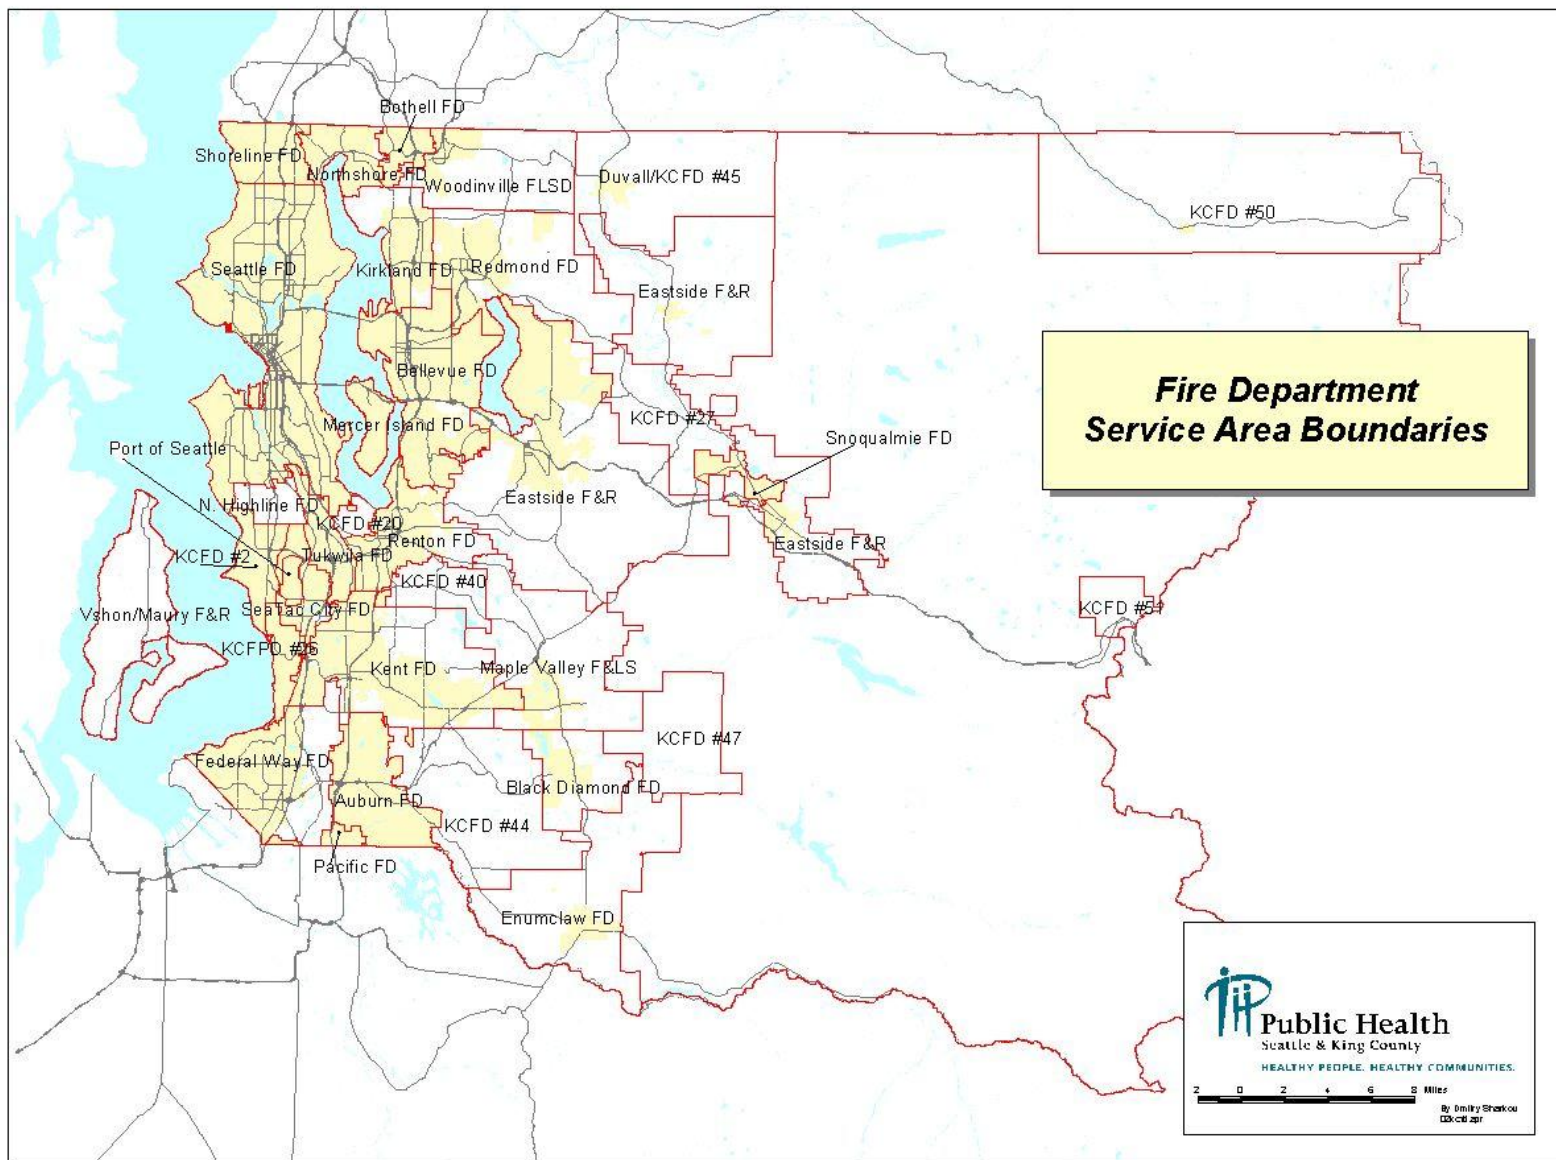 Bothell FD
Shoreline FD
Northshore FD
Woodinville FLSD
Duvall/KCFD #45
KCFD #50
Seattle FD
Kirkland FD
Redmond FD
Eastside F&R
Fire Department
Service Area Boundaries
Bellevue FD
Mercer Island FD
KCFD #27
Snoqualmie FD
Port of Seattle
Eastside F&R
N. Highline FD
KCFD #20
Renton FD
Eastside F&R
KCFD #2
Tukwila FD
KCFD #40
KCFD #51
Vshon/Maury F&R
SeaTac City FD
KCFPD #26
Kent FD
Maple Valley F&LS
KCFD #47
Federal Way FD
Black Diamond FD
Auburn FD
KCFD #44
Pacific FD
Enumclaw FD
Public Health
Seattle & King County
HEALTHY PEOPLE. HEALTHY COMMUNITIES.
2 0 2 4 6 8 Miles
By Dmitry Sharkov